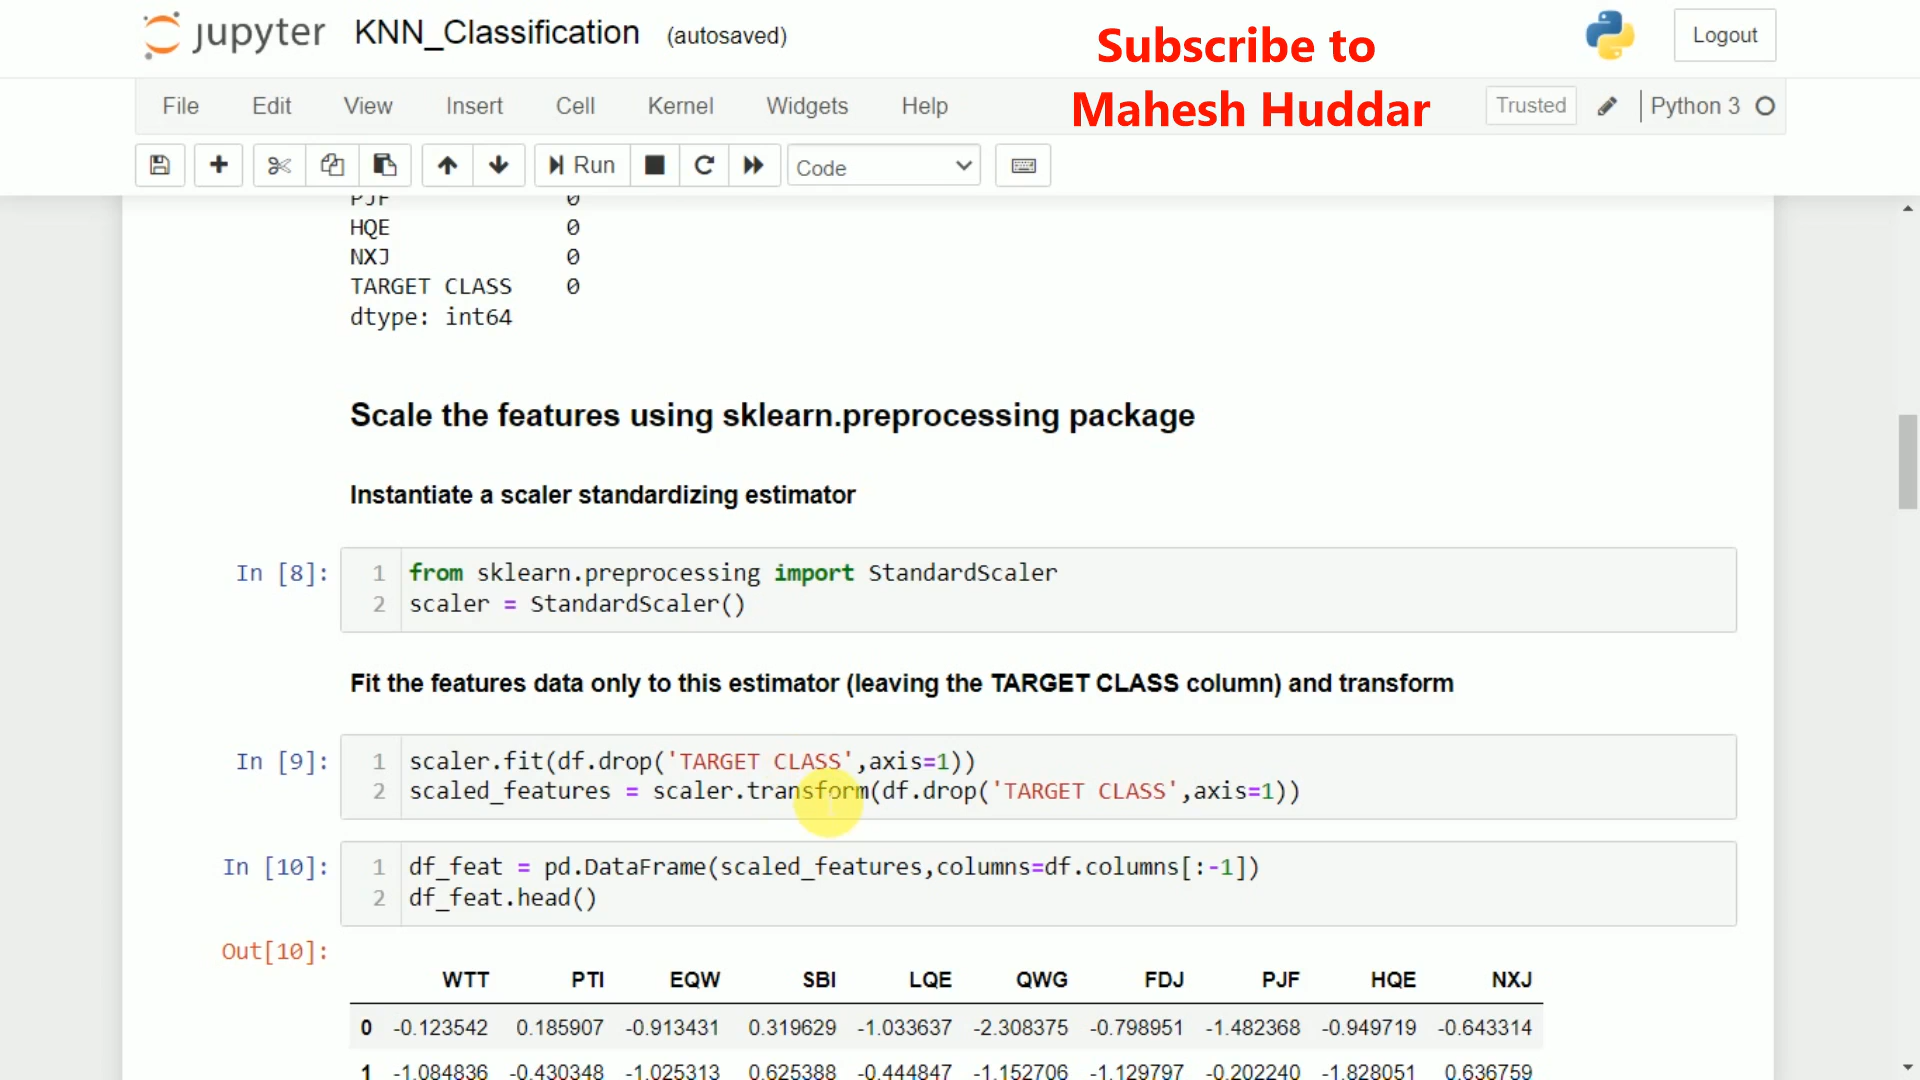 jupyter KNN_Classification (autosaved)
Subscribe to
Mahesh Huddar
Logout
File Edit View Insert Cell Kernel Widgets Help
Trusted
Python 3
Run
Code
PJF 0
HQE 0
NXJ 0
TARGET CLASS 0
dtype: int64
Scale the features using sklearn.preprocessing package
Instantiate a scaler standardizing estimator
In [8]:
1 from sklearn.preprocessing import StandardScaler
2 scaler = StandardScaler()
Fit the features data only to this estimator (leaving the TARGET CLASS column) and transform
In [9]:
1 scaler.fit(df.drop('TARGET CLASS',axis=1))
2 scaled_features = scaler.transform(df.drop('TARGET CLASS',axis=1))
In [10]:
1 df_feat = pd.DataFrame(scaled_features,columns=df.columns[:-1])
2 df_feat.head()
Out[10]:
WTT PTI EQW SBI LQE QWG FDJ PJF HQE NXJ
0 -0.123542 0.185907 -0.913431 0.319629 -1.033637 -2.308375 -0.798951 -1.482368 -0.949719 -0.643314
1 -1.084836 -0.430348 -1.025313 0.625388 -0.444847 -1.152706 -1.129797 -0.202240 -1.828051 0.636759